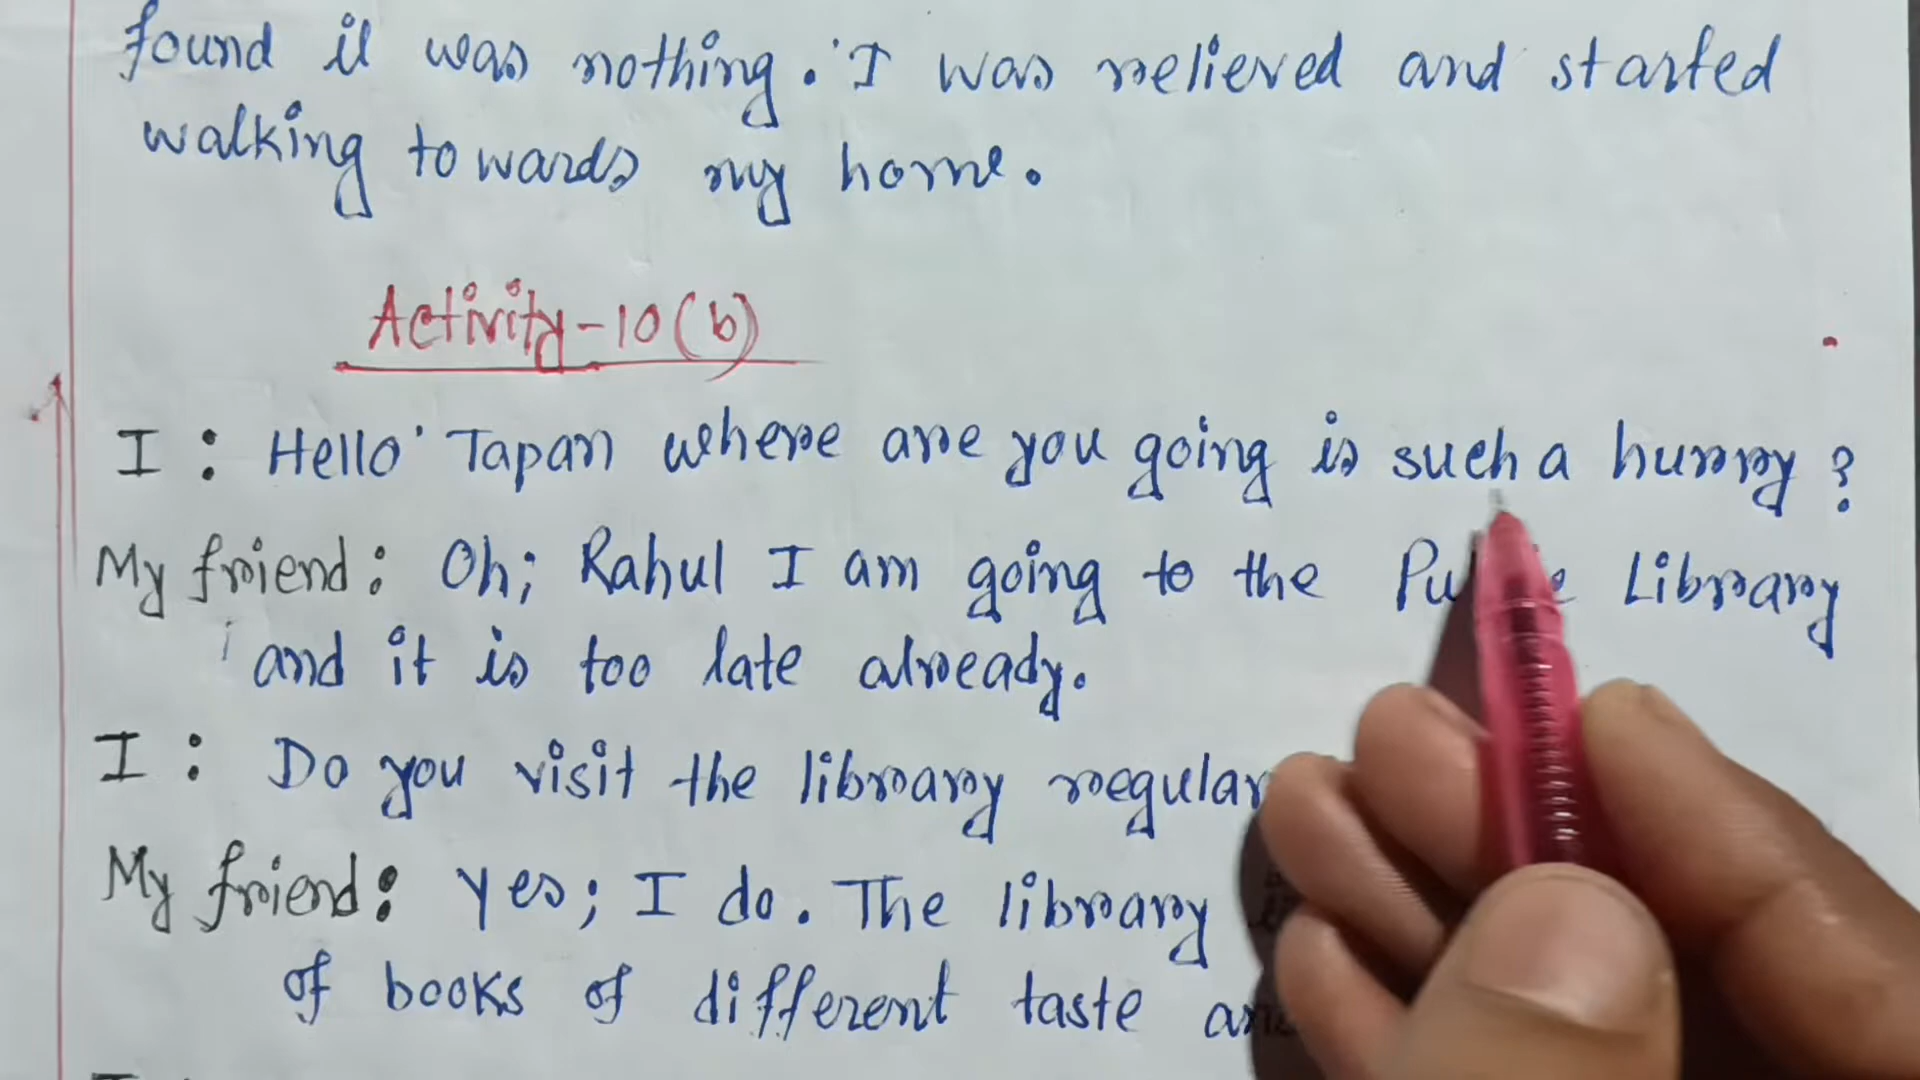 found it was nothing. I was relieved and started
walking towards my home.
Activity-10(b)
I : Hello' Tapan where are you going is such a hurry ?
My friend : Oh; Rahul I am going to the Library
and it is too late already.
I : Do you visit the library
My friend : Yes; I do. The library
of books of different taste